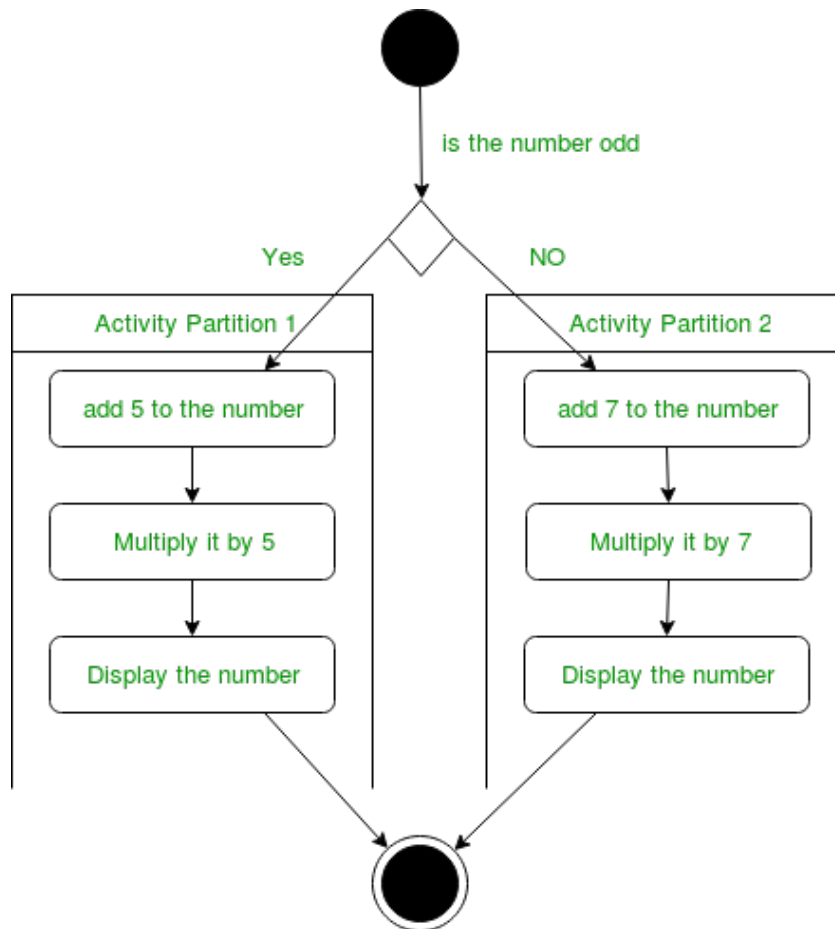 is the number odd
Yes
NO
Activity Partition 1
Activity Partition 2
add 5 to the number
add 7 to the number
Multiply it by 5
Multiply it by 7
Display the number
Display the number